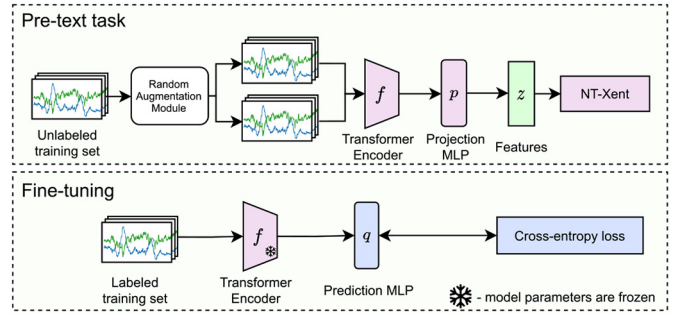 Pre-text task
Random
Augmentation
Module
f
p
z
NT-Xent
Unlabeled
training set
Transformer
Encoder
Projection
MLP
Features
Fine-tuning
f
q
Cross-entropy loss
Labeled
training set
Transformer
Encoder
Prediction MLP
- model parameters are frozen